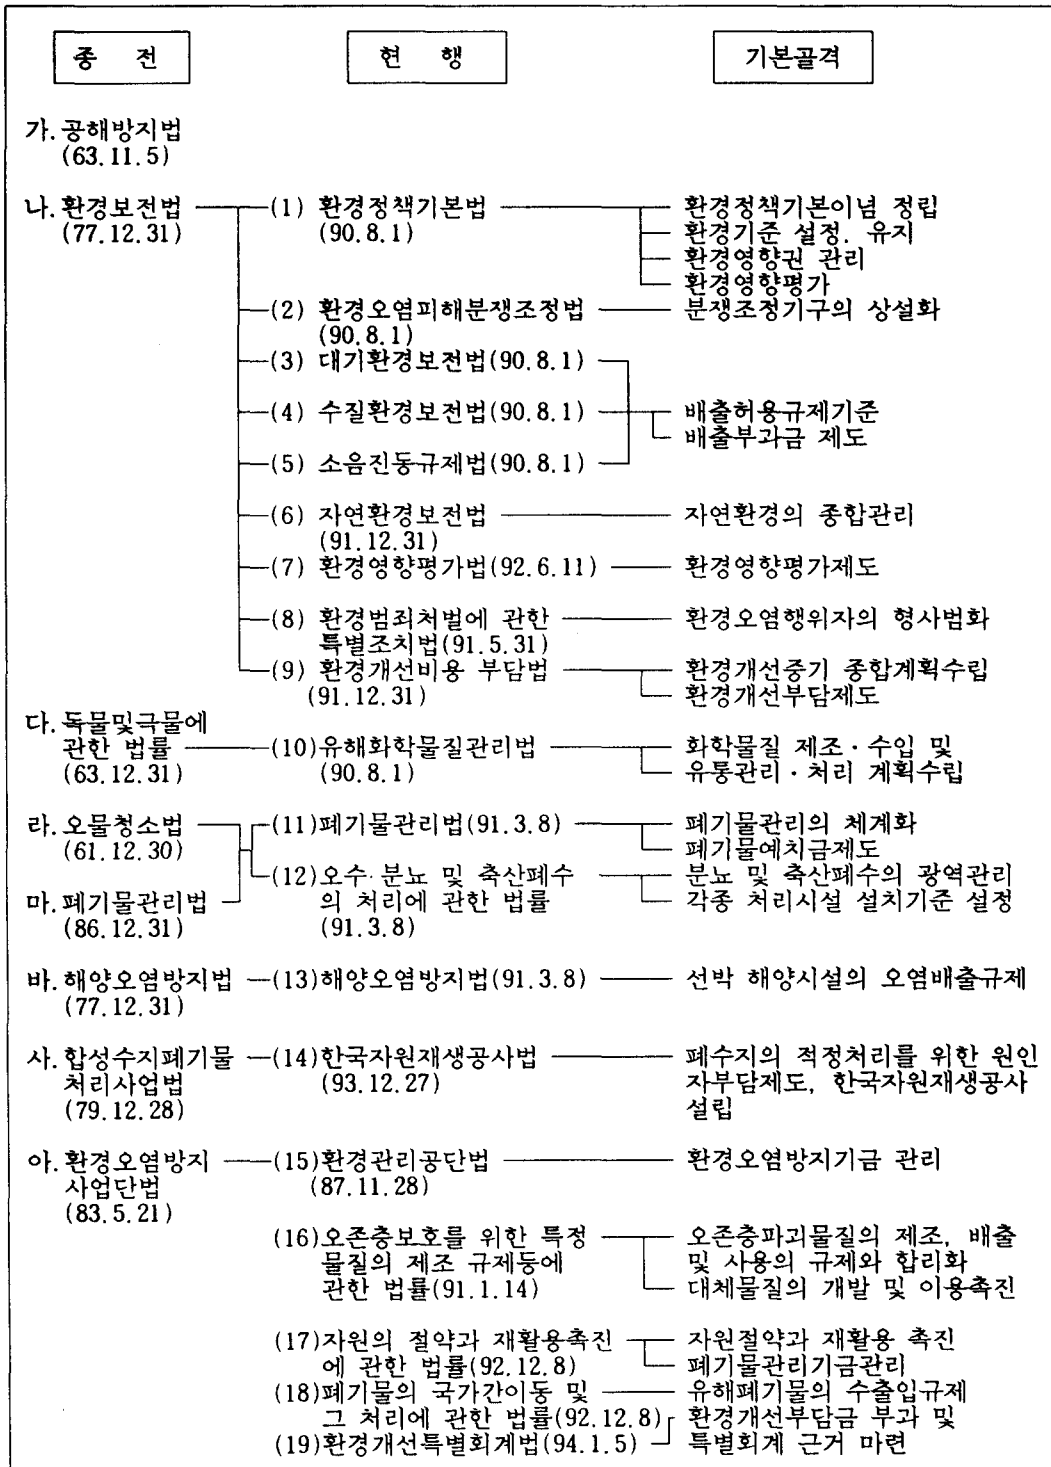 종 전 현 행 기본골격
가. 공해방지법
(63.11.5)
나. 환경보전법 (1) 환경정책기본법 환경정책기본이념 정립
(77.12.31) (90.8.1) 환경기준 설정. 유지
환경영향권 관리
환경영향평가
(2) 환경오염피해분쟁조정법 분쟁조정기구의 상설화
(90.8.1)
(3) 대기환경보전법(90.8.1)
(4) 수질환경보전법(90.8.1) 배출허용규제기준
배출부과금 제도
(5) 소음진동규제법(90.8.1)
(6) 자연환경보전법 자연환경의 종합관리
(91.12.31)
(7) 환경영향평가법(92.6.11) 환경영향평가제도
(8) 환경범죄처벌에 관한 환경오염행위자의 형사범화
특별조치법(91.5.31)
(9) 환경개선비용 부담법 환경개선중기 종합계획수립
(91.12.31) 환경개선부담제도
다. 독물및극물에
관한 법률 (10)유해화학물질관리법 화학물질 제조·수입 및
(63.12.31) (90.8.1) 유통관리·처리 계획수립
라. 오물청소법 (11)폐기물관리법(91.3.8) 폐기물관리의 체계화
(61.12.30) 폐기물예치금제도
(12)오수·분뇨 및 축산폐수 분뇨 및 축산폐수의 광역관리
마. 폐기물관리법 의 처리에 관한 법률 각종 처리시설 설치기준 설정
(86.12.31) (91.3.8)
바. 해양오염방지법 (13)해양오염방지법(91.3.8) 선박 해양시설의 오염배출규제
(77.12.31)
사. 합성수지폐기물 (14)한국자원재생공사법 폐수지의 적정처리를 위한 원인
처리사업법 (93.12.27) 자부담제도, 한국자원재생공사
(79.12.28) 설립
아. 환경오염방지 (15)환경관리공단법 환경오염방지기금 관리
사업단법 (87.11.28)
(83.5.21)
(16)오존층보호를 위한 특정 오존층파괴물질의 제조, 배출
물질의 제조 규제등에 및 사용의 규제와 합리화
관한 법률(91.1.14) 대체물질의 개발 및 이용촉진
(17)자원의 절약과 재활용촉진 자원절약과 재활용 촉진
에 관한 법률(92.12.8) 폐기물관리기금관리
(18)폐기물의 국가간이동 및 유해폐기물의 수출입규제
그 처리에 관한 법률(92.12.8) 환경개선부담금 부과 및
(19)환경개선특별회계법(94.1.5) 특별회계 근거 마련